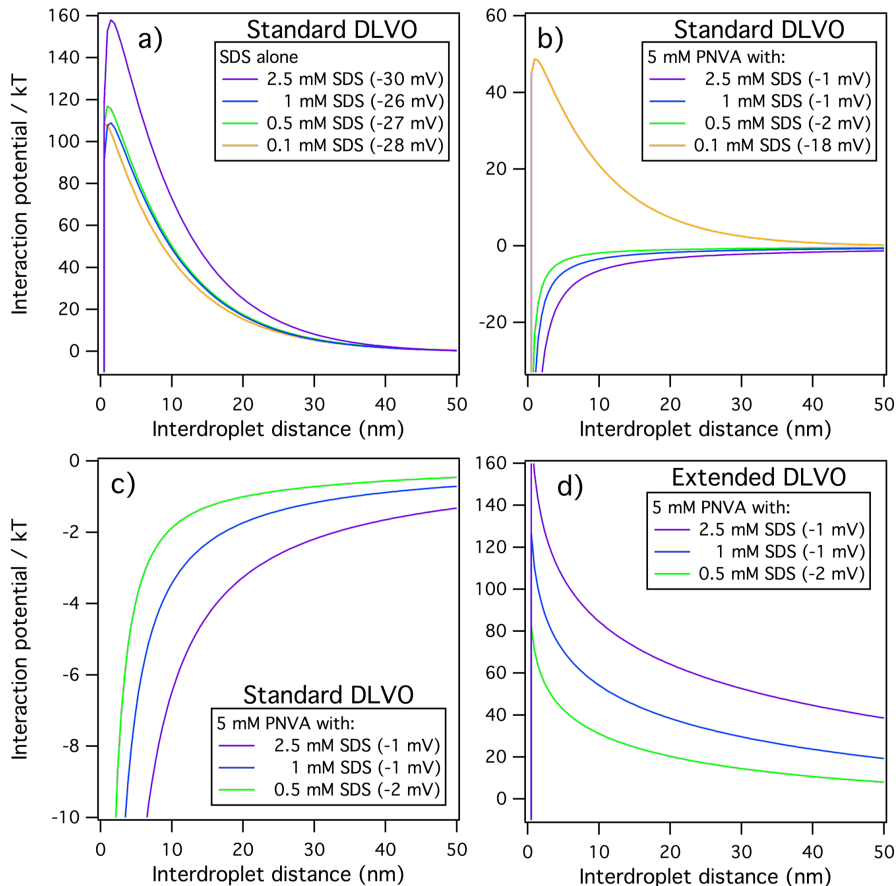 a)
Standard DLVO
SDS alone
2.5 mM SDS (-30 mV)
1 mM SDS (-26 mV)
0.5 mM SDS (-27 mV)
0.1 mM SDS (-28 mV)
160
140
120
100
80
60
40
20
0
Interaction potential / kT
0 10 20 30 40 50
Interdroplet distance (nm)
b)
Standard DLVO
5 mM PNVA with:
2.5 mM SDS (-1 mV)
1 mM SDS (-1 mV)
0.5 mM SDS (-2 mV)
0.1 mM SDS (-18 mV)
60
40
20
0
-20
0 10 20 30 40 50
Interdroplet distance (nm)
c)
0
-2
-4
-6
-8
-10
Interaction potential / kT
Standard DLVO
5 mM PNVA with:
2.5 mM SDS (-1 mV)
1 mM SDS (-1 mV)
0.5 mM SDS (-2 mV)
0 10 20 30 40 50
Interdroplet distance (nm)
d)
Extended DLVO
5 mM PNVA with:
2.5 mM SDS (-1 mV)
1 mM SDS (-1 mV)
0.5 mM SDS (-2 mV)
160
140
120
100
80
60
40
20
0
0 10 20 30 40 50
Interdroplet distance (nm)